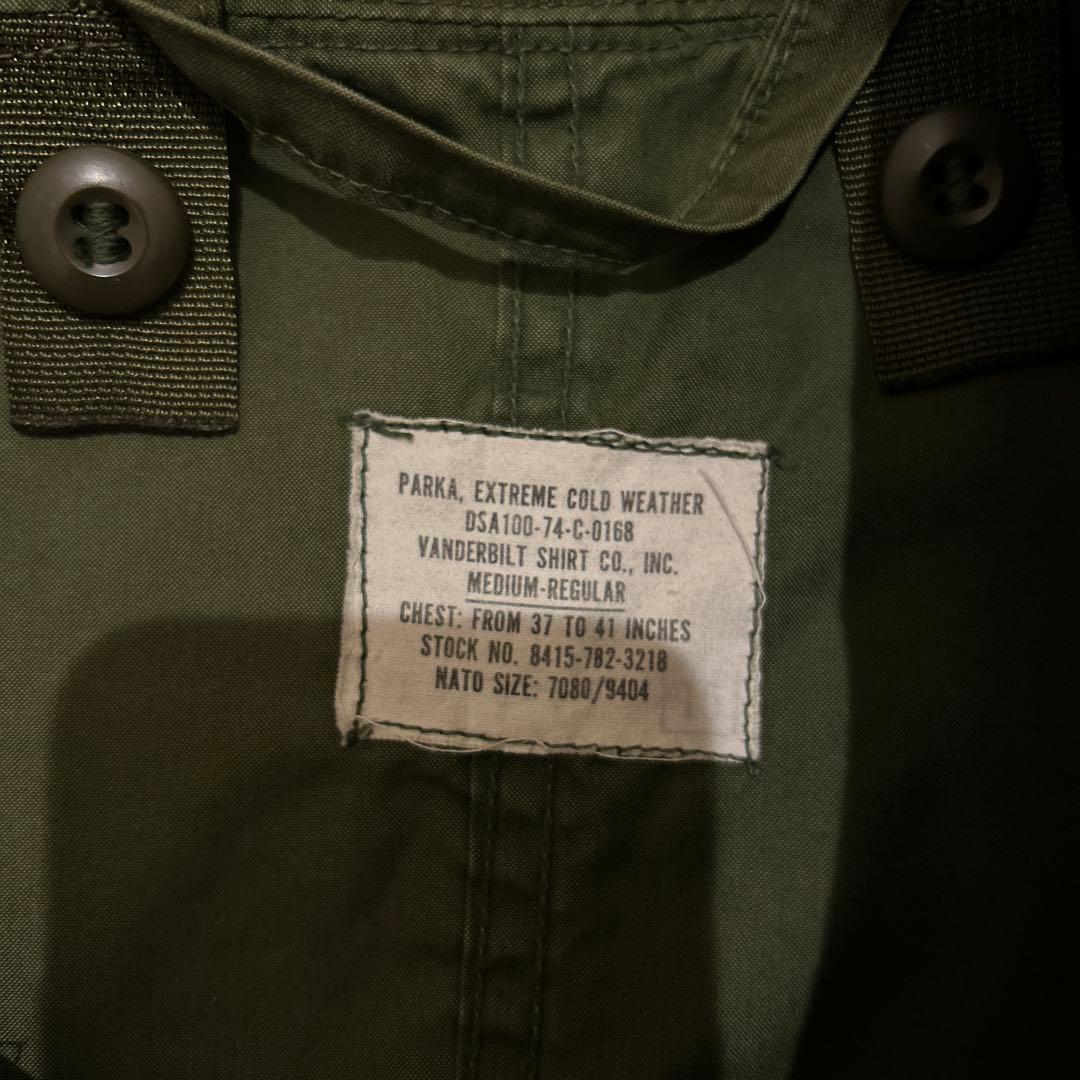 PARKA, EXTREME COLD WEATHER
DSA100-74-C-0168
VANDERBILT SHIRT CO., INC.
MEDIUM-REGULAR
CHEST: FROM 37 TO 41 INCHES
STOCK NO. 8415-782-3218
NATO SIZE: 7080/9404